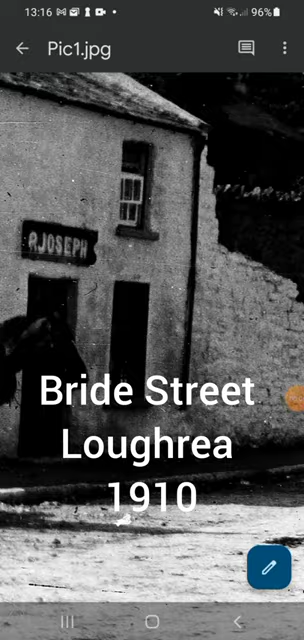 13:16
96%
Pic1.jpg
R.JOSEPH
Bride Street
Loughrea
1910